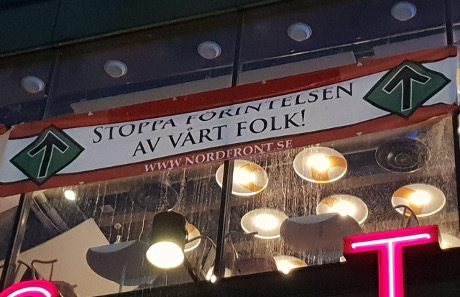 STOPPA FÖRINTELSEN
AV VÅRT FOLK!
WWW.NORDFRONT.SE